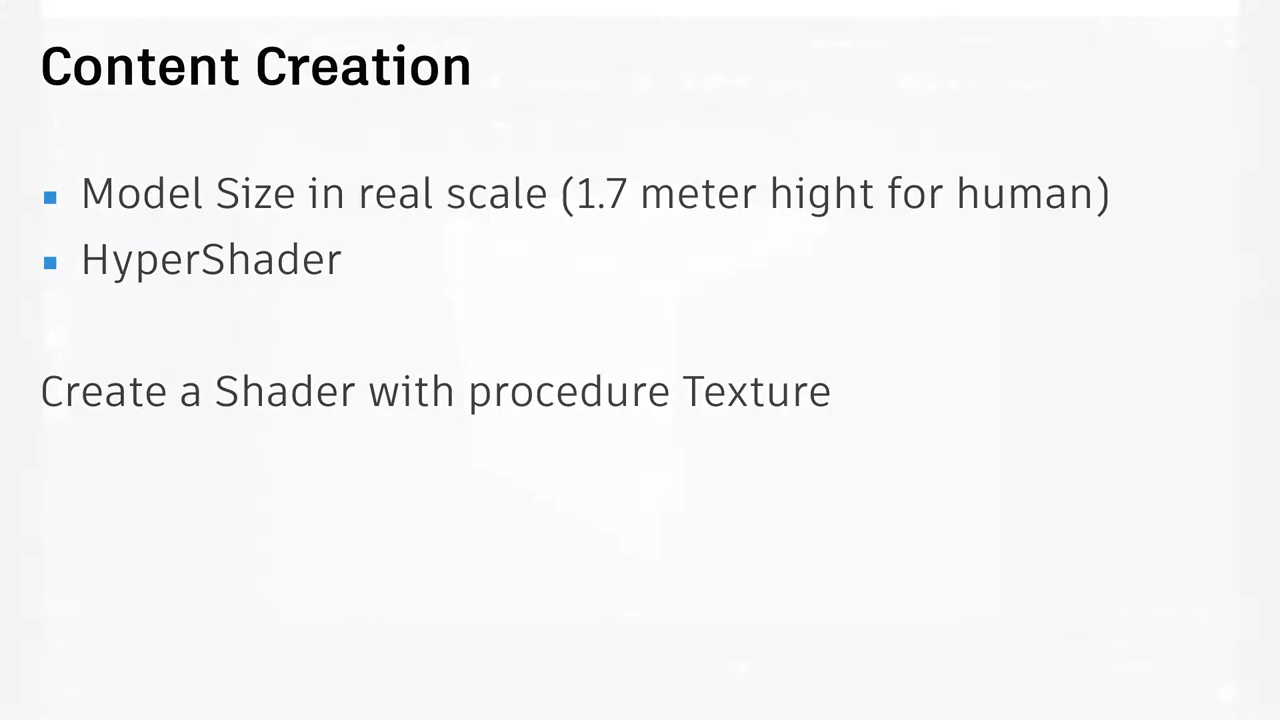 Content Creation
Model Size in real scale (1.7 meter hight for human)
HyperShader
Create a Shader with procedure Texture